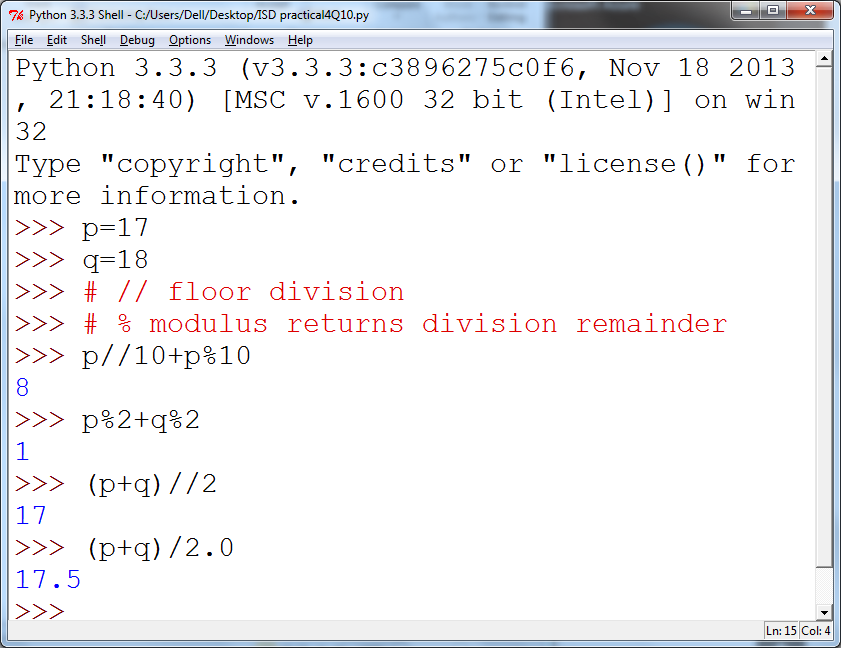 Python 3.3.3 Shell - C:/Users/Dell/Desktop/ISD practical4Q10.py
File Edit Shell Debug Options Windows Help
Python 3.3.3 (v3.3.3:c3896275c0f6, Nov 18 2013
, 21:18:40) [MSC v.1600 32 bit (Intel)] on win
32
Type "copyright", "credits" or "license()" for
more information.
>>> p=17
>>> q=18
>>> # // floor division
>>> # % modulus returns division remainder
>>> p//10+p%10
8
>>> p%2+q%2
1
>>> (p+q)//2
17
>>> (p+q)/2.0
17.5
>>>
Ln: 15 Col: 4